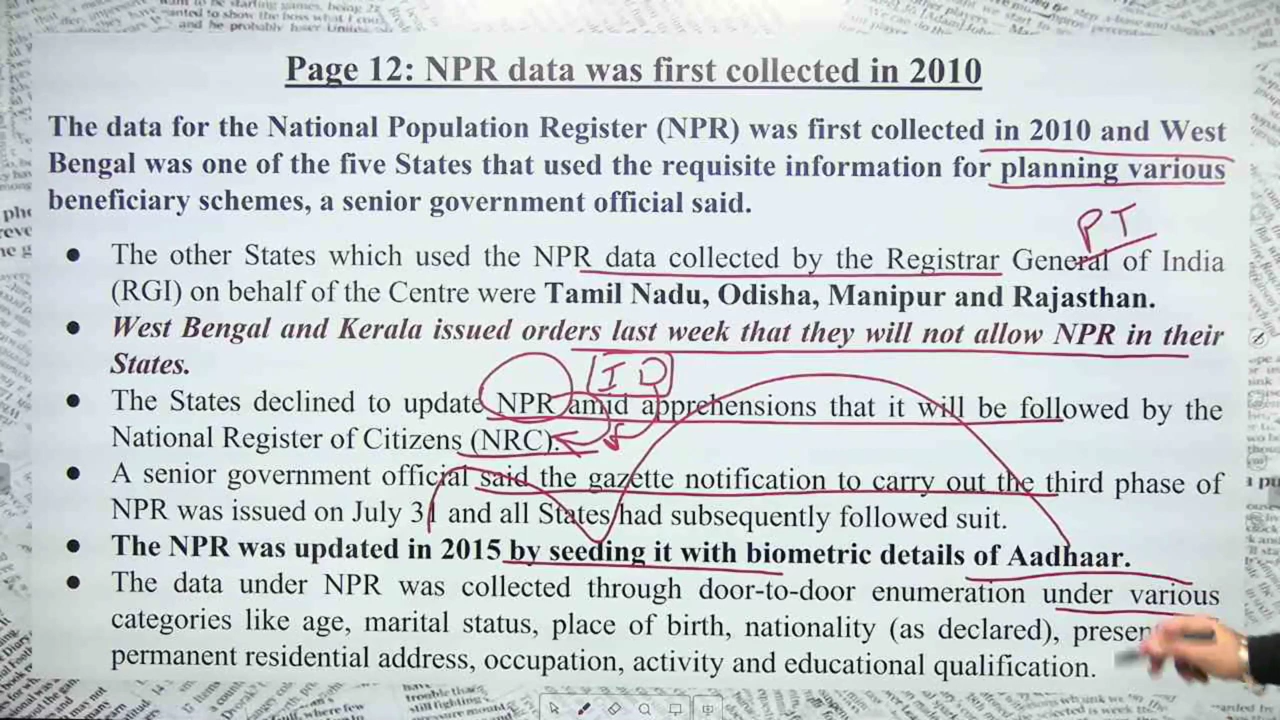 Page 12: NPR data was first collected in 2010
The data for the National Population Register (NPR) was first collected in 2010 and West
Bengal was one of the five States that used the requisite information for planning various
beneficiary schemes, a senior government official said.
PT
• The other States which used the NPR data collected by the Registrar General of India
(RGI) on behalf of the Centre were Tamil Nadu, Odisha, Manipur and Rajasthan.
• West Bengal and Kerala issued orders last week that they will not allow NPR in their
States.
ID
• The States declined to update NPR amid apprehensions that it will be followed by the
National Register of Citizens (NRC).
• A senior government official said the gazette notification to carry out the third phase of
NPR was issued on July 31 and all States had subsequently followed suit.
• The NPR was updated in 2015 by seeding it with biometric details of Aadhaar.
• The data under NPR was collected through door-to-door enumeration under various
categories like age, marital status, place of birth, nationality (as declared), presen
permanent residential address, occupation, activity and educational qualification.